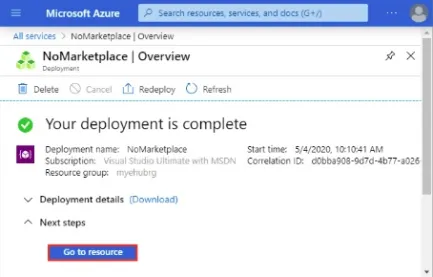 Microsoft Azure
Search resources, services, and docs (G+/)
All services > NoMarketplace | Overview
NoMarketplace | Overview
Deployment
Delete Cancel Redeploy Refresh
Your deployment is complete
Deployment name: NoMarketplace Start time: 5/4/2020, 10:10:41 AM
Subscription: Visual Studio Ultimate with MSDN Correlation ID: d0bba908-9d7d-4b77-a026
Resource group: myehubrg
Deployment details (Download)
Next steps
Go to resource